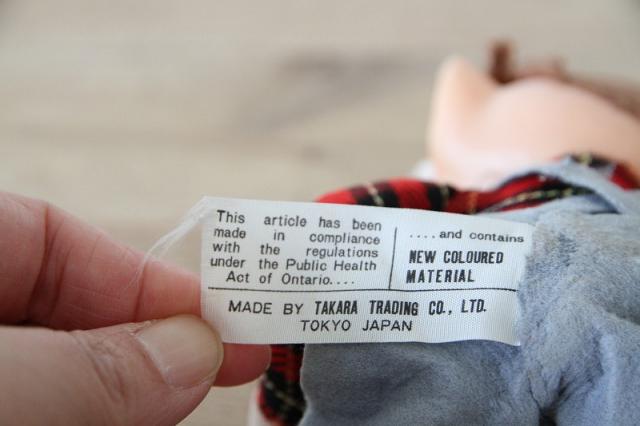 This article has been
made in compliance
with the regulations
under the Public Health
Act of Ontario....
....and contains
NEW COLOURED
MATERIAL
MADE BY TAKARA TRADING CO., LTD.
TOKYO JAPAN